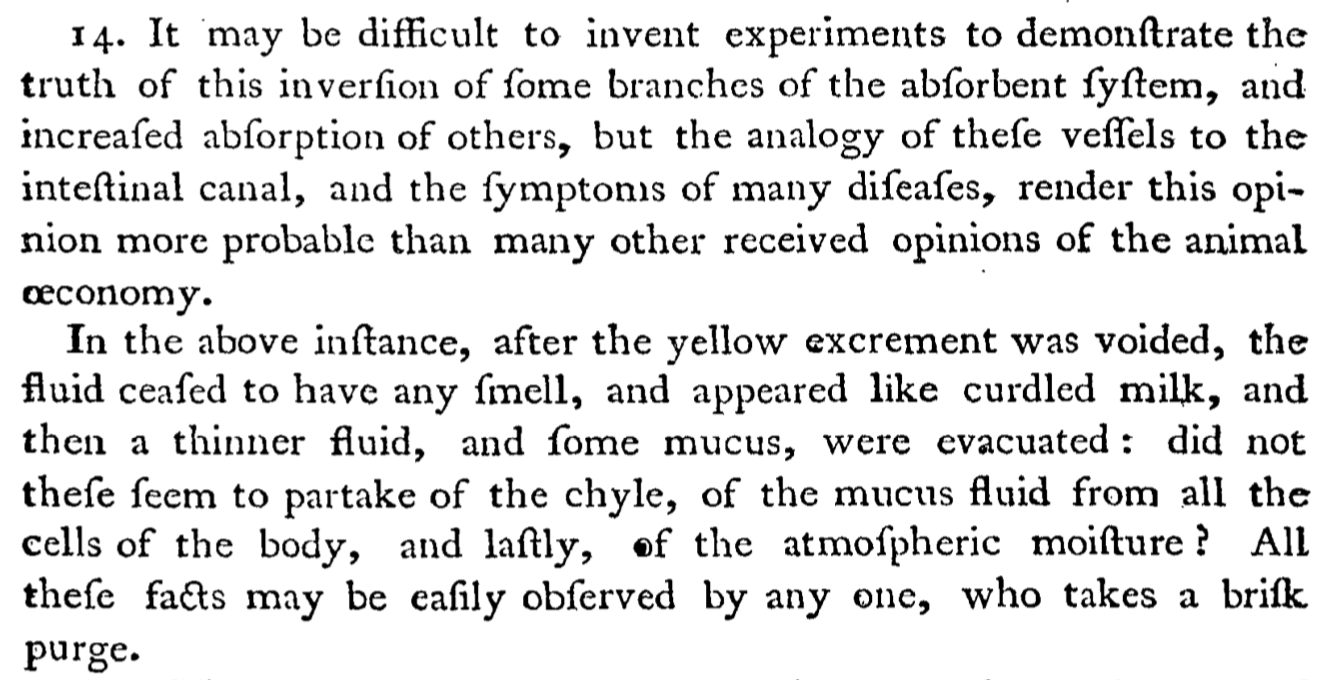 14. It may be difficult to invent experiments to demonſtrate the
truth of this inverſion of ſome branches of the abſorbent ſyſtem, and
increaſed abſorption of others, but the analogy of theſe veſſels to the
inteſtinal canal, and the ſymptoms of many diſeaſes, render this opi-
nion more probable than many other received opinions of the animal
œconomy.
In the above inſtance, after the yellow excrement was voided, the
fluid ceaſed to have any ſmell, and appeared like curdled milk, and
then a thinner fluid, and ſome mucus, were evacuated: did not
theſe ſeem to partake of the chyle, of the mucus fluid from all the
cells of the body, and laſtly, of the atmoſpheric moiſture? All
theſe facts may be eaſily obſerved by any one, who takes a briſk
purge.